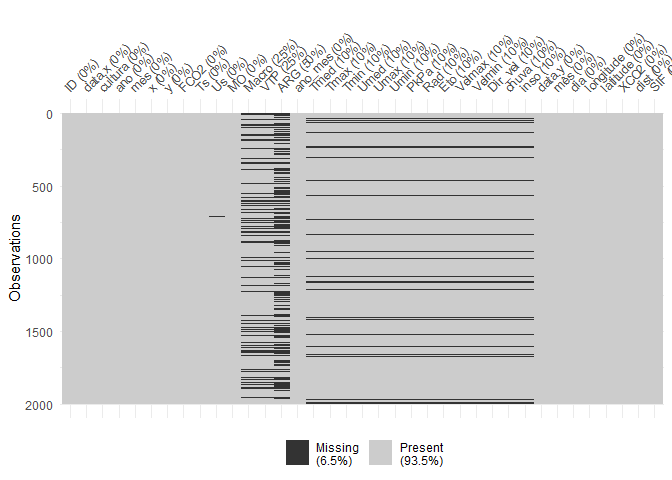 ID (0%)
data.x (0%)
cultura (0%)
ano (0%)
mes (0%)
x (0%)
y (0%)
FCO2 (0%)
Ts (0%)
Us (0%)
MO (0%)
Macro (25%)
VTP (25%)
ARG (50%)
ano_mes (0%)
Tmed (10%)
Tmax (10%)
Tmin (10%)
Umed (10%)
Umax (10%)
Umin (10%)
PkPa (10%)
Rad (10%)
Eto (10%)
Velmax (10%)
Velmin (10%)
Dir_vel (10%)
chuva (10%)
inso (10%)
data.y (0%)
mês (0%)
dia (0%)
longitude (0%)
latitude (0%)
XCO2 (0%)
dist (0%)
SIF
0
500
1000
1500
2000
Observations
Missing
(6.5%)
Present
(93.5%)